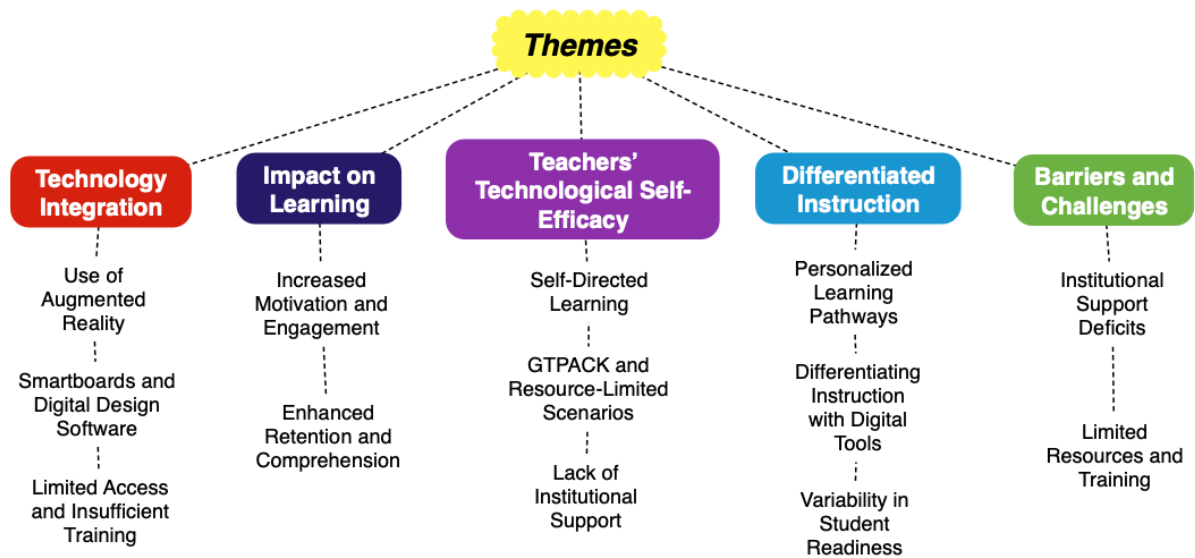 Themes
Technology
Integration
Use of
Augmented
Reality
Smartboards and
Digital Design
Software
Limited Access
and Insufficient
Training
Impact on
Learning
Increased
Motivation and
Engagement
Enhanced
Retention and
Comprehension
Teachers’
Technological Self-
Efficacy
Self-Directed
Learning
GTPACK and
Resource-Limited
Scenarios
Lack of
Institutional
Support
Differentiated
Instruction
Personalized
Learning
Pathways
Differentiating
Instruction
with Digital
Tools
Variability in
Student
Readiness
Barriers and
Challenges
Institutional
Support
Deficits
Limited
Resources and
Training